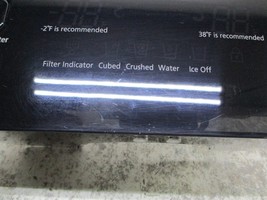 -2°F is recommended
38°F is recommended
Filter Indicator Cubed Crushed Water Ice Off